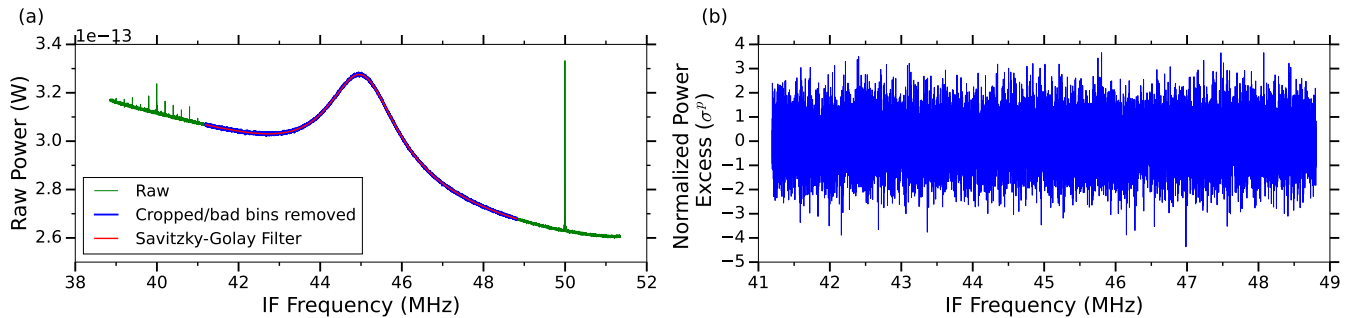 (a)
1e−13
3.4
3.2
3.0
2.8
2.6
Raw Power (W)
Raw
Cropped/bad bins removed
Savitzky-Golay Filter
38 40 42 44 46 48 50 52
IF Frequency (MHz)
(b)
4
3
2
1
0
−1
−2
−3
−4
−5
Normalized Power
Excess (σᵖ)
41 42 43 44 45 46 47 48 49
IF Frequency (MHz)